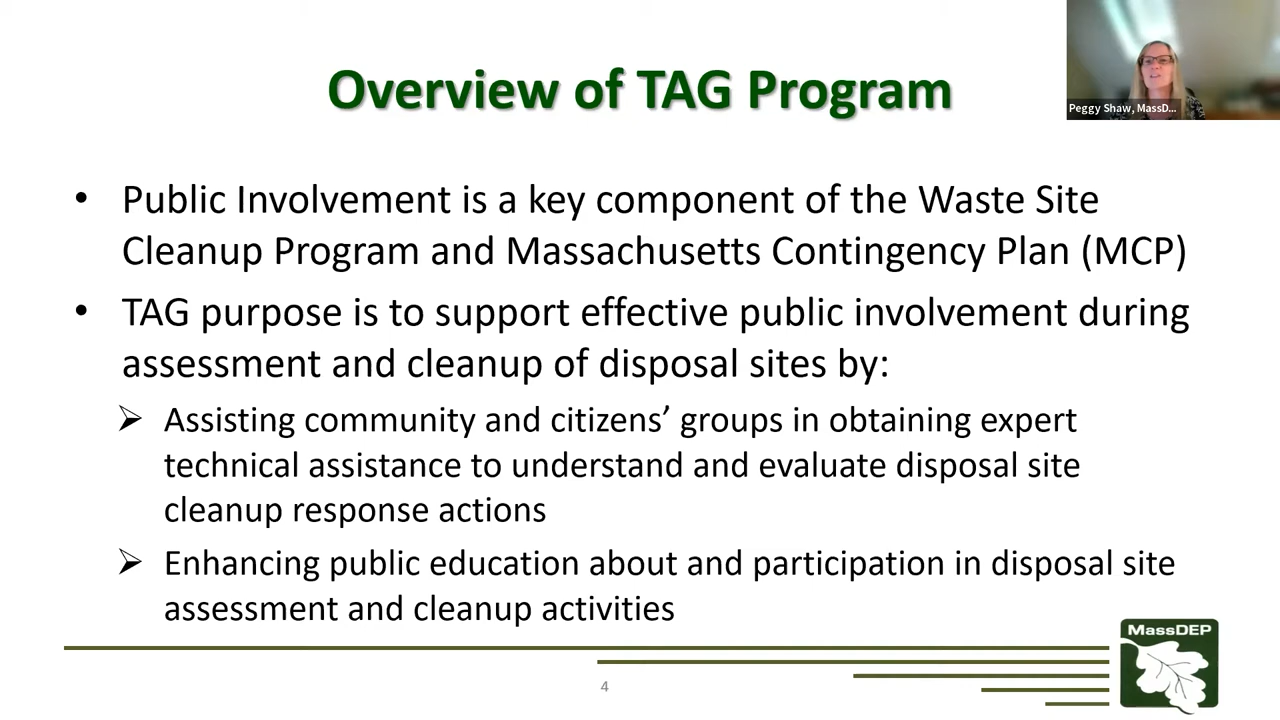 Overview of TAG Program
Peggy Shaw, MassD...
• Public Involvement is a key component of the Waste Site
Cleanup Program and Massachusetts Contingency Plan (MCP)
• TAG purpose is to support effective public involvement during
assessment and cleanup of disposal sites by:
➢ Assisting community and citizens’ groups in obtaining expert
technical assistance to understand and evaluate disposal site
cleanup response actions
➢ Enhancing public education about and participation in disposal site
assessment and cleanup activities
MassDEP
4